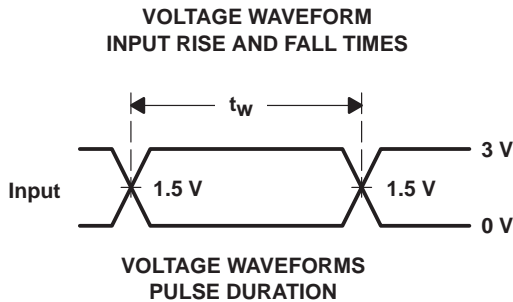 VOLTAGE WAVEFORM
INPUT RISE AND FALL TIMES
tw
3 V
Input
1.5 V
1.5 V
0 V
VOLTAGE WAVEFORMS
PULSE DURATION